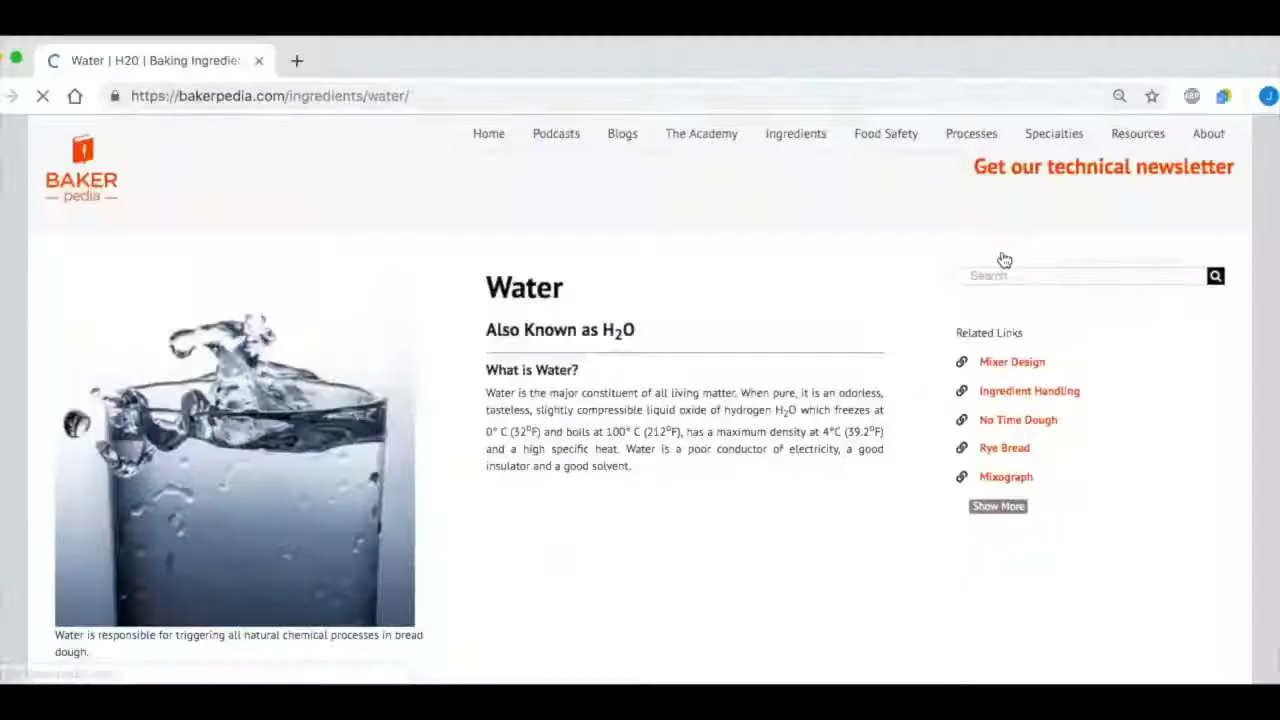 Water | H20 | Baking Ingredie
https://bakerpedia.com/ingredients/water/
ABP
J
Home Podcasts Blogs The Academy Ingredients Food Safety Processes Specialties Resources About
Get our technical newsletter
BAKER
pedia
Search
Water
Also Known as H₂O
What is Water?
Water is the major constituent of all living matter. When pure, it is an odorless,
tasteless, slightly compressible liquid oxide of hydrogen H₂O which freezes at
0° C (32⁰F) and boils at 100° C (212⁰F), has a maximum density at 4°C (39.2⁰F)
and a high specific heat. Water is a poor conductor of electricity, a good
insulator and a good solvent.
Related Links
Mixer Design
Ingredient Handling
No Time Dough
Rye Bread
Mixograph
Show More
Water is responsible for triggering all natural chemical processes in bread
dough.